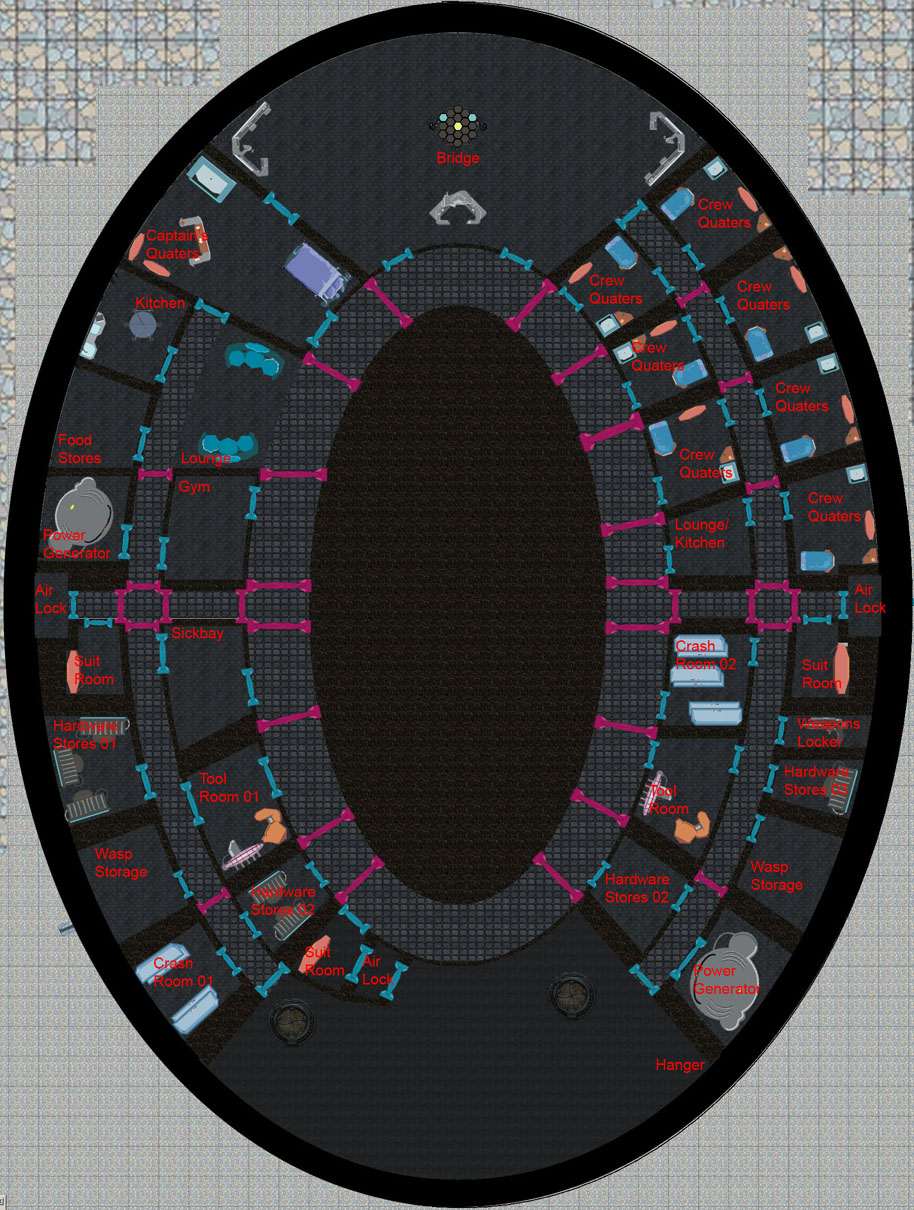 Bridge
Captain's
Quaters
Kitchen
Food
Stores
Lounge
Gym
Power
Generator
Air
Lock
Sickbay
Suit
Room
Hardware
Stores 01
Tool
Room 01
Wasp
Storage
Hardware
Stores 02
Crash
Room 01
Suit
Room
Air
Lock
Crew
Quaters
Crew
Quaters
Crew
Quaters
Crew
Quaters
Crew
Quaters
Crew
Quaters
Crew
Quaters
Lounge/
Kitchen
Air
Lock
Crash
Room 02
Suit
Room
Weapons
Locker
Hardware
Stores 03
Tool
Room
Wasp
Storage
Hardware
Stores 02
Power
Generator
Hanger